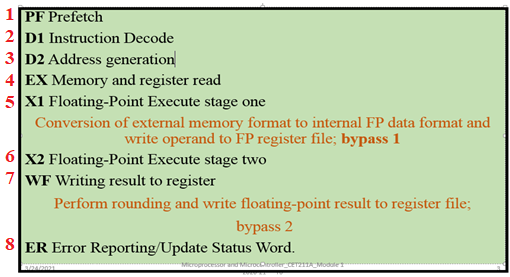 1 PF Prefetch
2 D1 Instruction Decode
3 D2 Address generation
4 EX Memory and register read
5 X1 Floating-Point Execute stage one
Conversion of external memory format to internal FP data format and
write operand to FP register file; bypass 1
6 X2 Floating-Point Execute stage two
7 WF Writing result to register
Perform rounding and write floating-point result to register file;
bypass 2
8 ER Error Reporting/Update Status Word.
3/24/2021 Microprocessor and Microcontroller_CET211A_Module 1 3